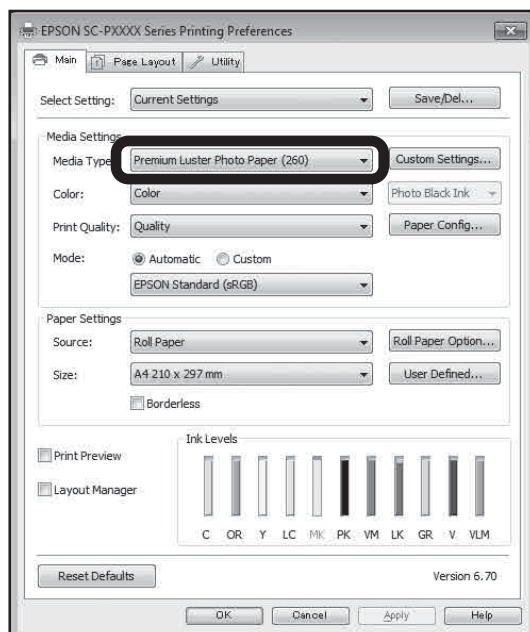 EPSON SC-PXXXX Series Printing Preferences
Main Page Layout Utility
Select Setting: Current Settings Save/Del...
Media Settings
Media Type: Premium Luster Photo Paper (260) Custom Settings...
Color: Color Photo Black Ink
Print Quality: Quality Paper Config...
Mode: Automatic Custom
EPSON Standard (sRGB)
Paper Settings
Source: Roll Paper Roll Paper Option...
Size: A4 210 x 297 mm User Defined...
Borderless
Print Preview
Layout Manager
Ink Levels
C OR Y LC MK PK VM LK GR V VLM
Reset Defaults Version 6.70
OK Cancel Apply Help